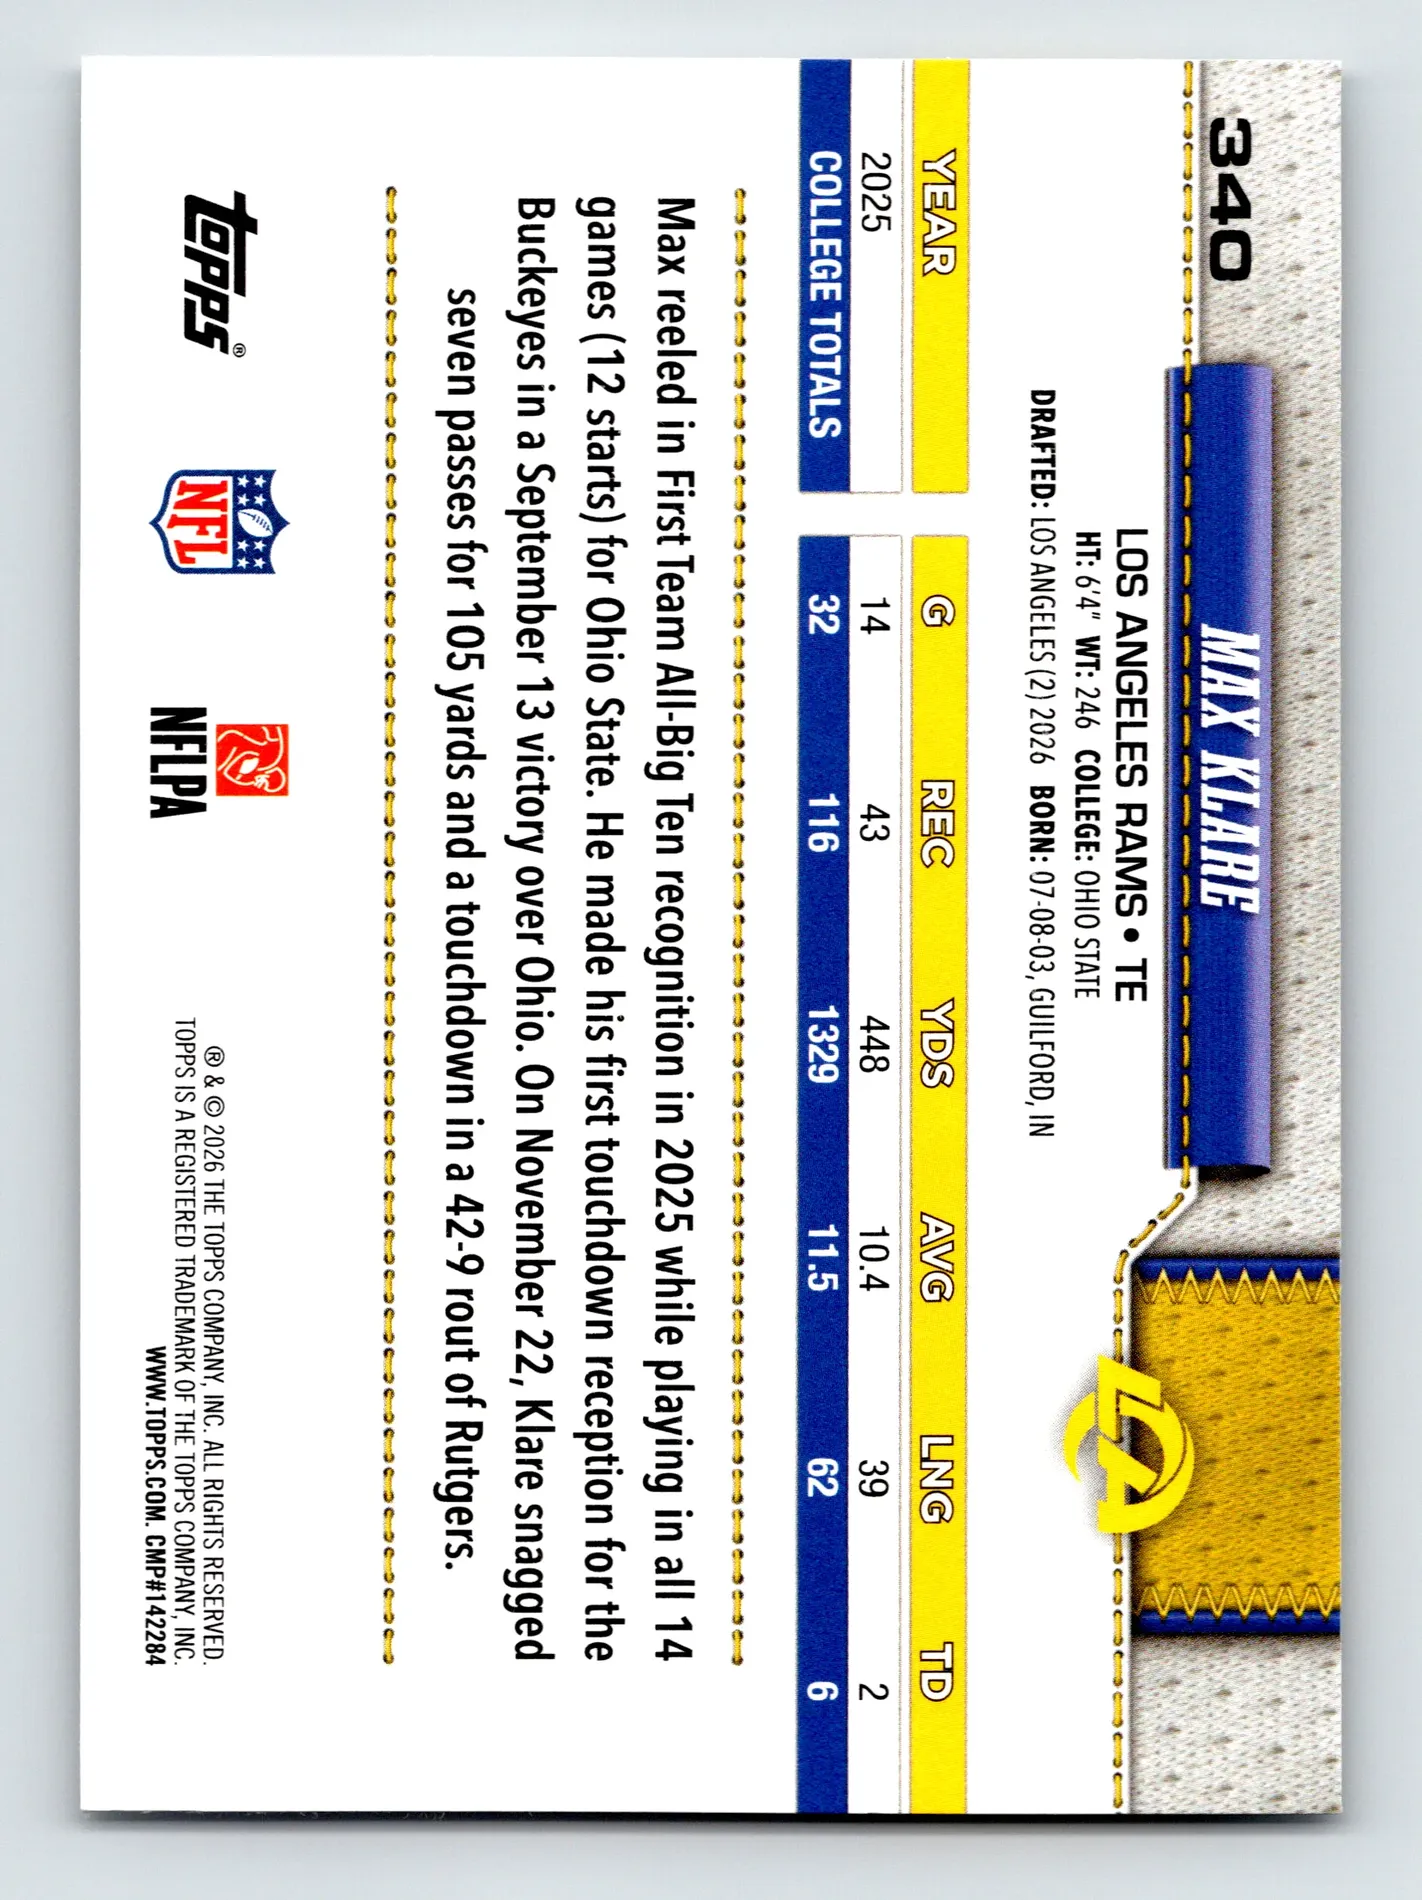 340
MAX KLARE
LOS ANGELES RAMS • TE
HT: 6'4" WT: 246 COLLEGE: OHIO STATE
DRAFTED: LOS ANGELES (2) 2026 BORN: 07-08-03, GUILFORD, IN
LA
YEAR G REC YDS AVG LNG TD
2025 14 43 448 10.4 39 2
COLLEGE TOTALS 32 116 1329 11.5 62 6
Max reeled in First Team All-Big Ten recognition in 2025 while playing in all 14
games (12 starts) for Ohio State. He made his first touchdown reception for the
Buckeyes in a September 13 victory over Ohio. On November 22, Klare snagged
seven passes for 105 yards and a touchdown in a 42-9 rout of Rutgers.
Topps®
NFL
NFLPA
® & © 2026 THE TOPPS COMPANY, INC. ALL RIGHTS RESERVED.
TOPPS IS A REGISTERED TRADEMARK OF THE TOPPS COMPANY, INC.
WWW.TOPPS.COM. CMP#142284